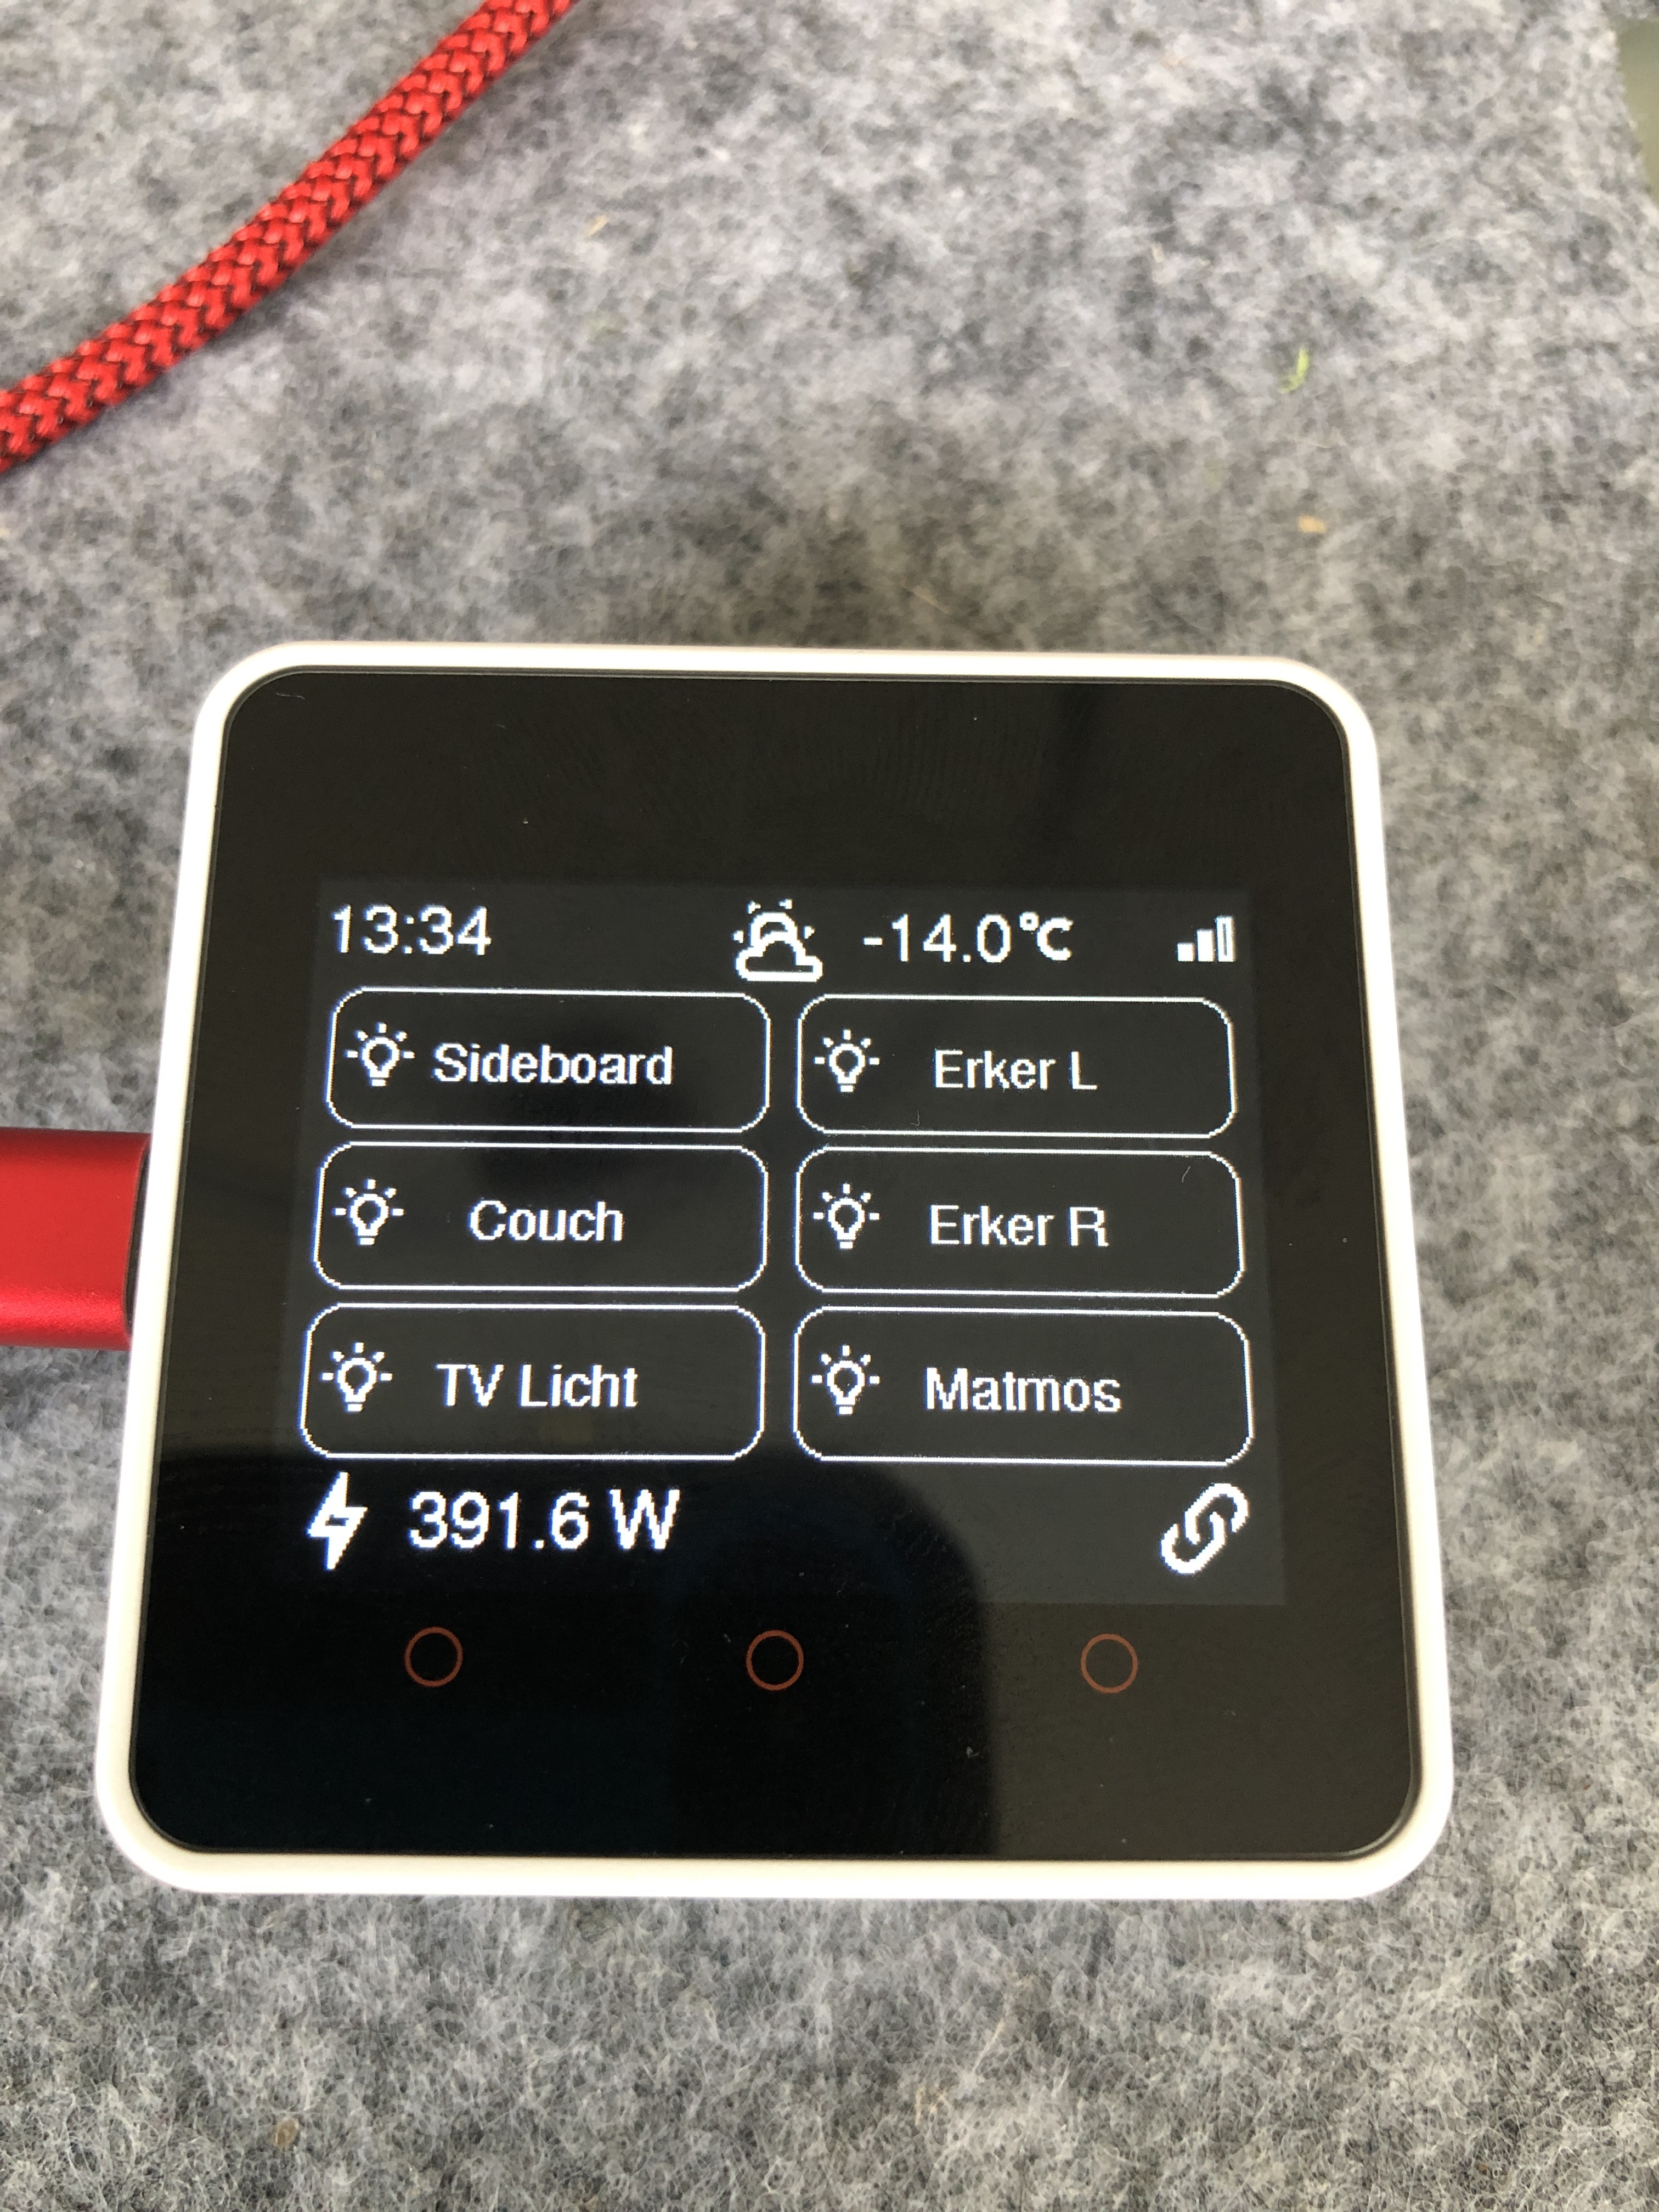 13:34 -14.0°C
Sideboard Erker L
Couch Erker R
TV Licht Matmos
391.6 W